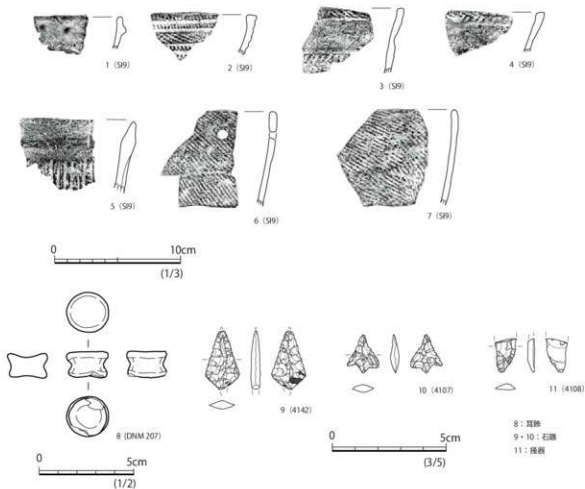 1（SI9）
2（SI9）
3（SI9）
4（SI9）
5（SI9）
6（SI9）
7（SI9）
0 10cm
(1/3)
8（DNM 207）
9（4142）
10（4107）
11（4108）
8：耳飾
9・10：石鏃
11：掻器
0 5cm
(1/2)
0 5cm
(3/5)